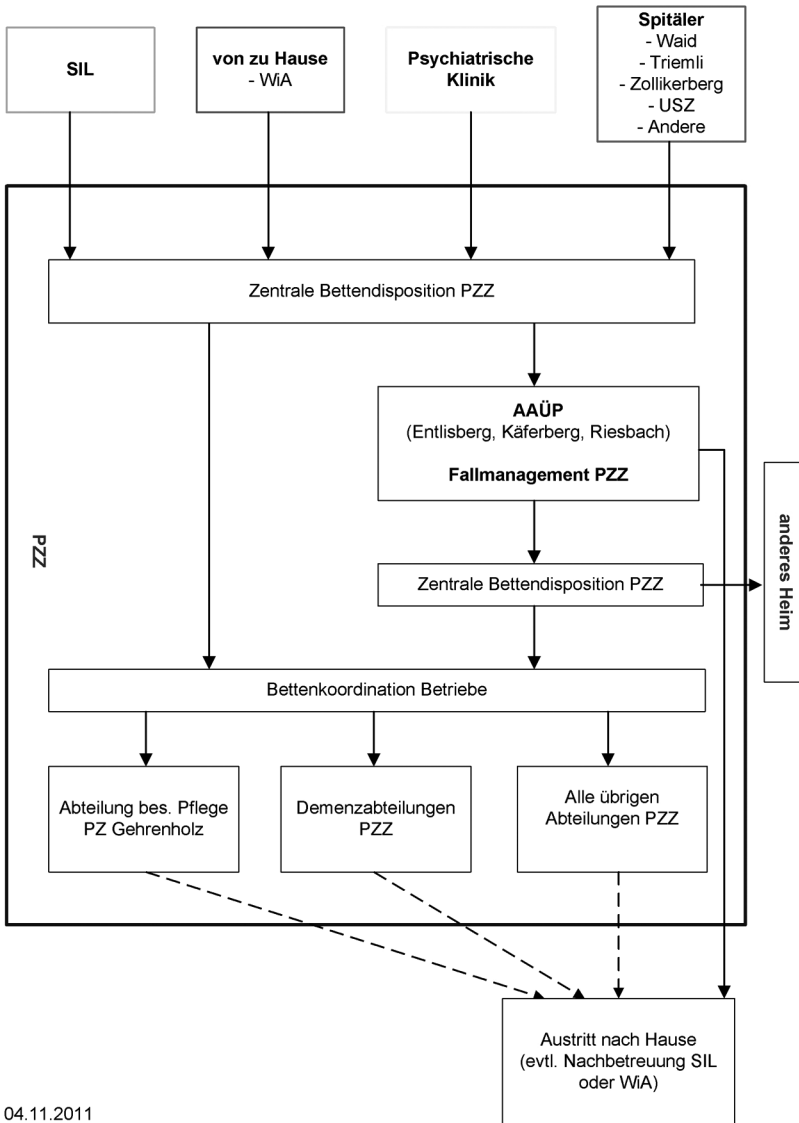 SIL
von zu Hause
- WiA
Psychiatrische
Klinik
Spitäler
- Waid
- Triemli
- Zollikerberg
- USZ
- Andere
Zentrale Bettendisposition PZZ
AAÜP
(Entlisberg, Käferberg, Riesbach)
Fallmanagement PZZ
PZZ
Zentrale Bettendisposition PZZ
anderes Heim
Bettenkoordination Betriebe
Abteilung bes. Pflege
PZ Gehrenholz
Demenzabteilungen
PZZ
Alle übrigen
Abteilungen PZZ
Austritt nach Hause
(evtl. Nachbetreuung SIL
oder WiA)
04.11.2011